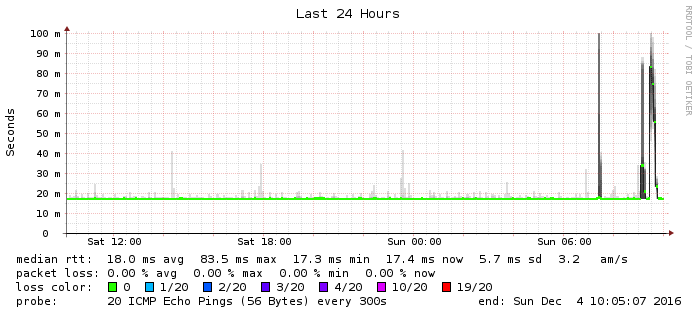 Last 24 Hours
RRDTOOL / TOBI OETIKER
100 m
90 m
80 m
70 m
60 m
50 m
40 m
30 m
20 m
10 m
0
Seconds
Sat 12:00 Sat 18:00 Sun 00:00 Sun 06:00
median rtt: 18.0 ms avg 83.5 ms max 17.3 ms min 17.4 ms now 5.7 ms sd 3.2 am/s
packet loss: 0.00 % avg 0.00 % max 0.00 % min 0.00 % now
loss color: 0 1/20 2/20 3/20 4/20 10/20 19/20
probe: 20 ICMP Echo Pings (56 Bytes) every 300s end: Sun Dec 4 10:05:07 2016